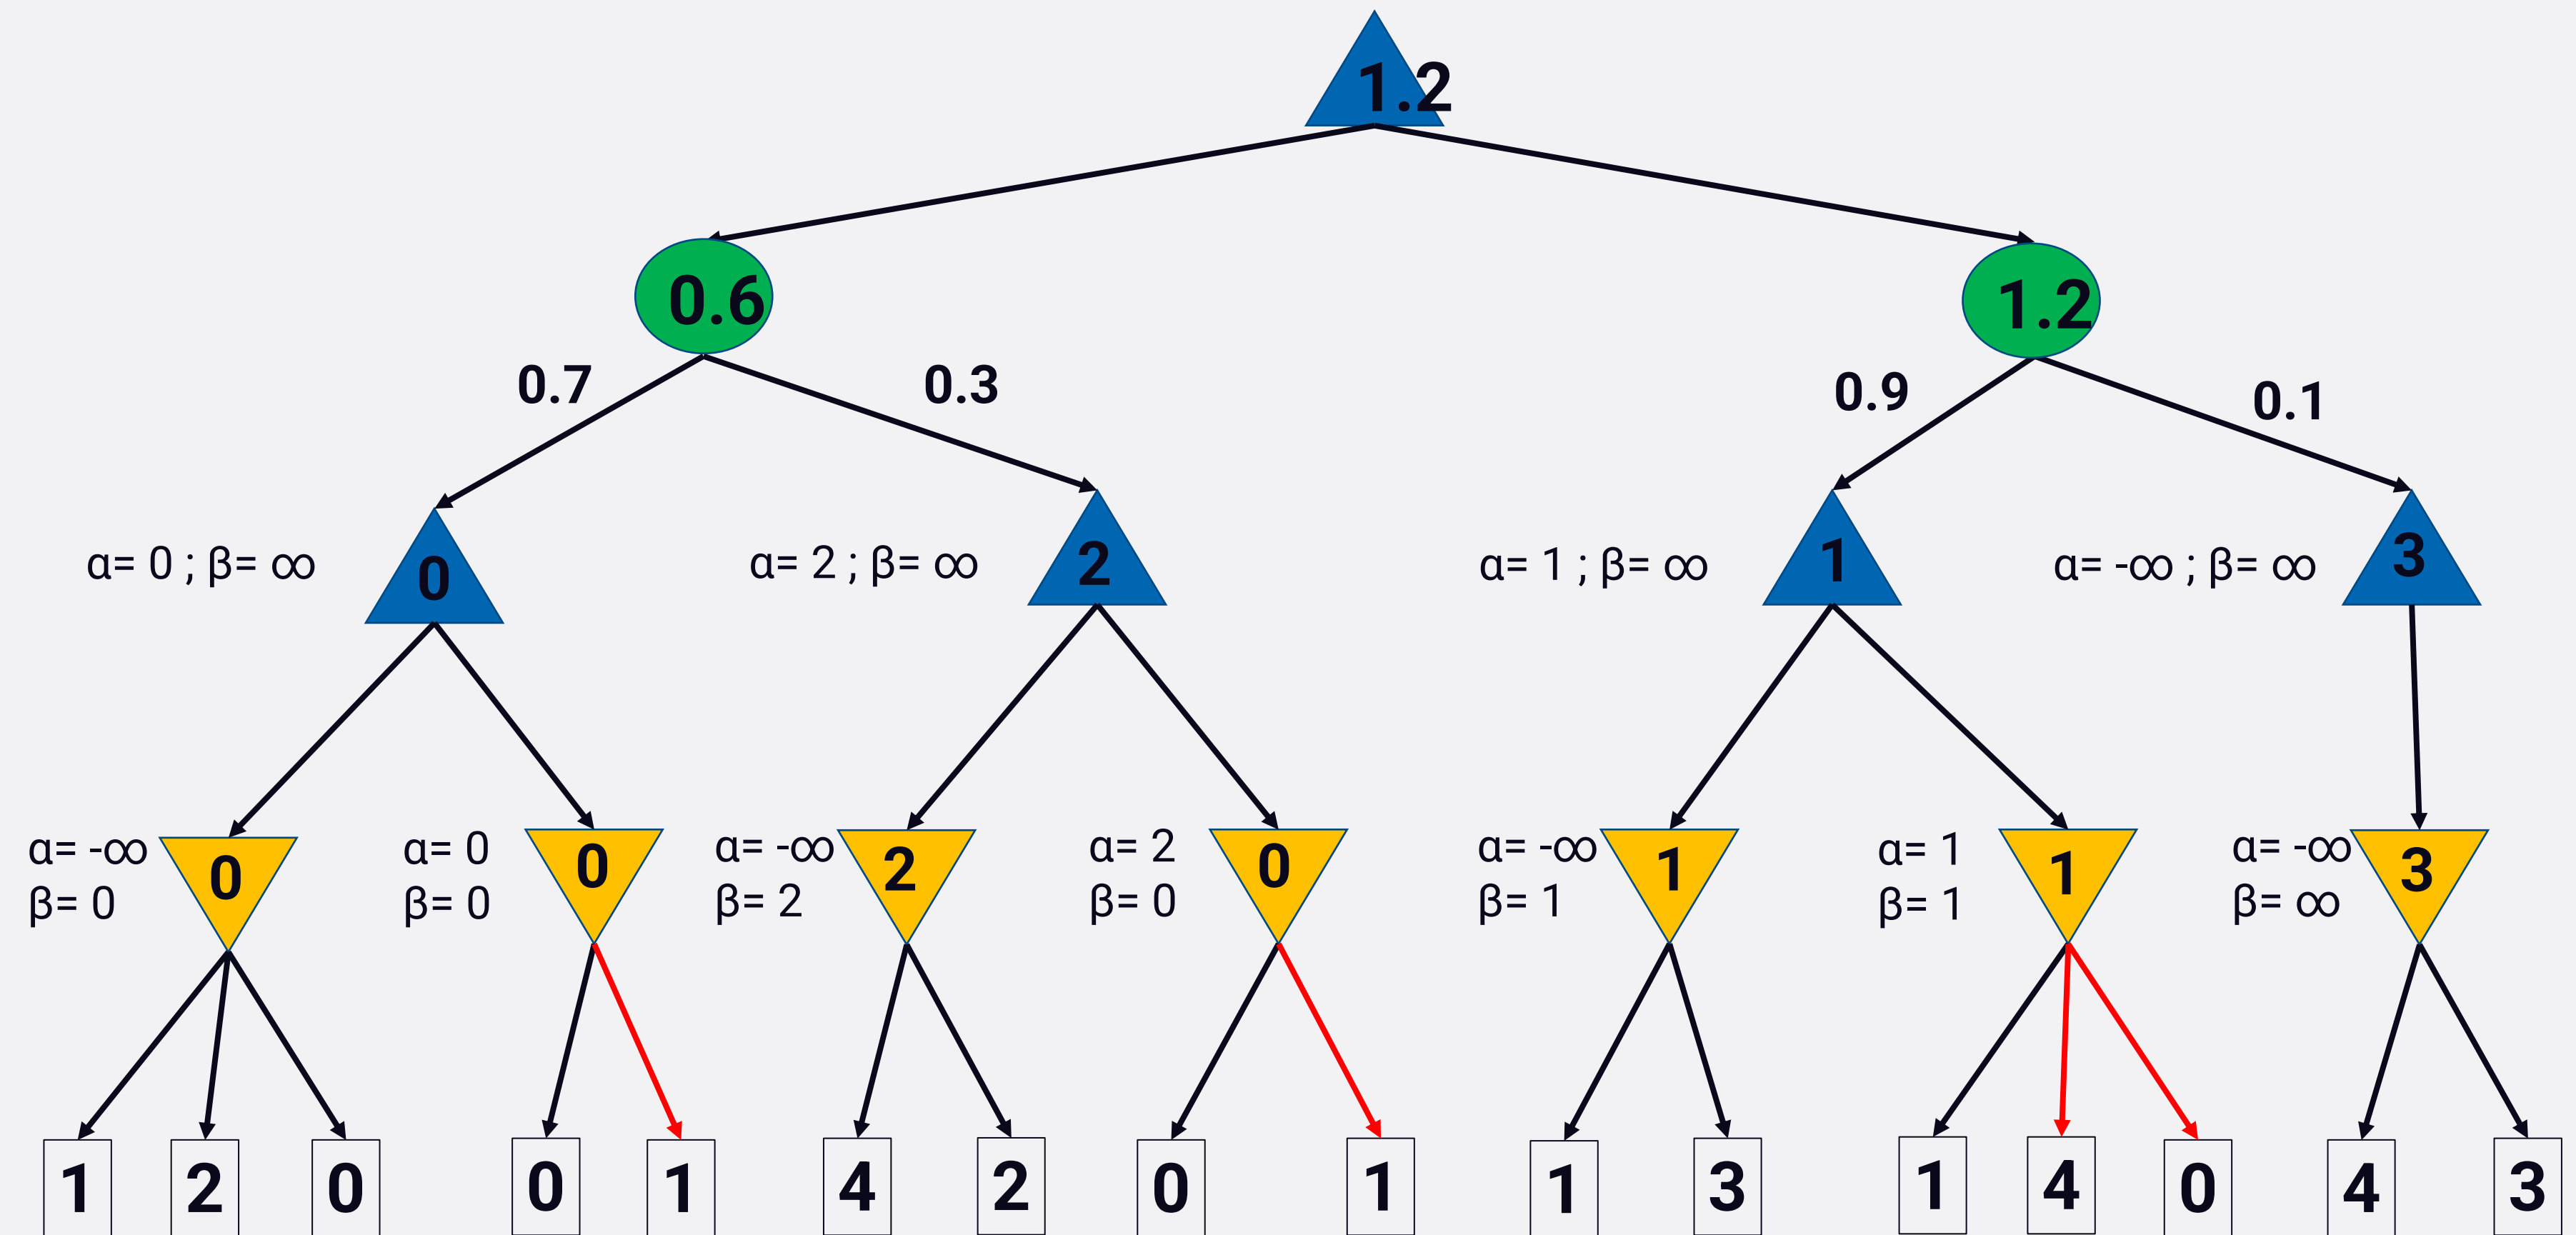 1.2
0.6
1.2
0.7
0.3
0.9
0.1
α= 0 ; β= ∞
0
α= 2 ; β= ∞
2
α= 1 ; β= ∞
1
α= -∞ ; β= ∞
3
α= -∞
β= 0
0
α= 0
β= 0
0
α= -∞
β= 2
2
α= 2
β= 0
0
α= -∞
β= 1
1
α= 1
β= 1
1
α= -∞
β= ∞
3
1 2 0 0 1 4 2 0 1 1 3 1 4 0 4 3